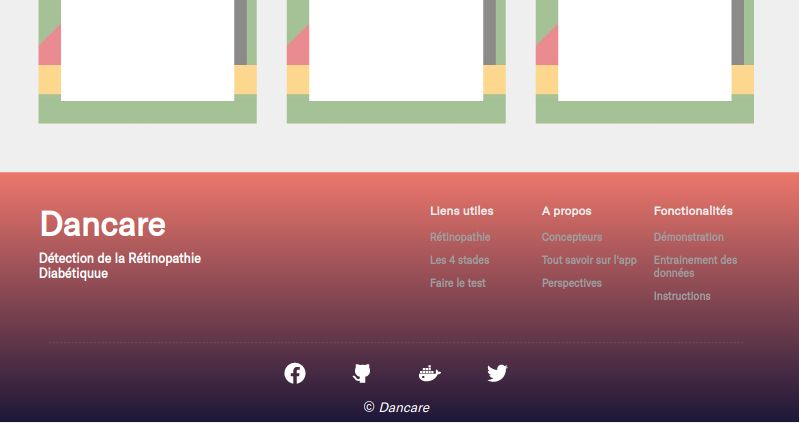 Dancare
Détection de la Rétinopathie
Diabétiquue
Liens utiles
Rétinopathie
Les 4 stades
Faire le test
A propos
Concepteurs
Tout savoir sur l'app
Perspectives
Fonctionalités
Démonstration
Entrainement des
données
Instructions
© Dancare